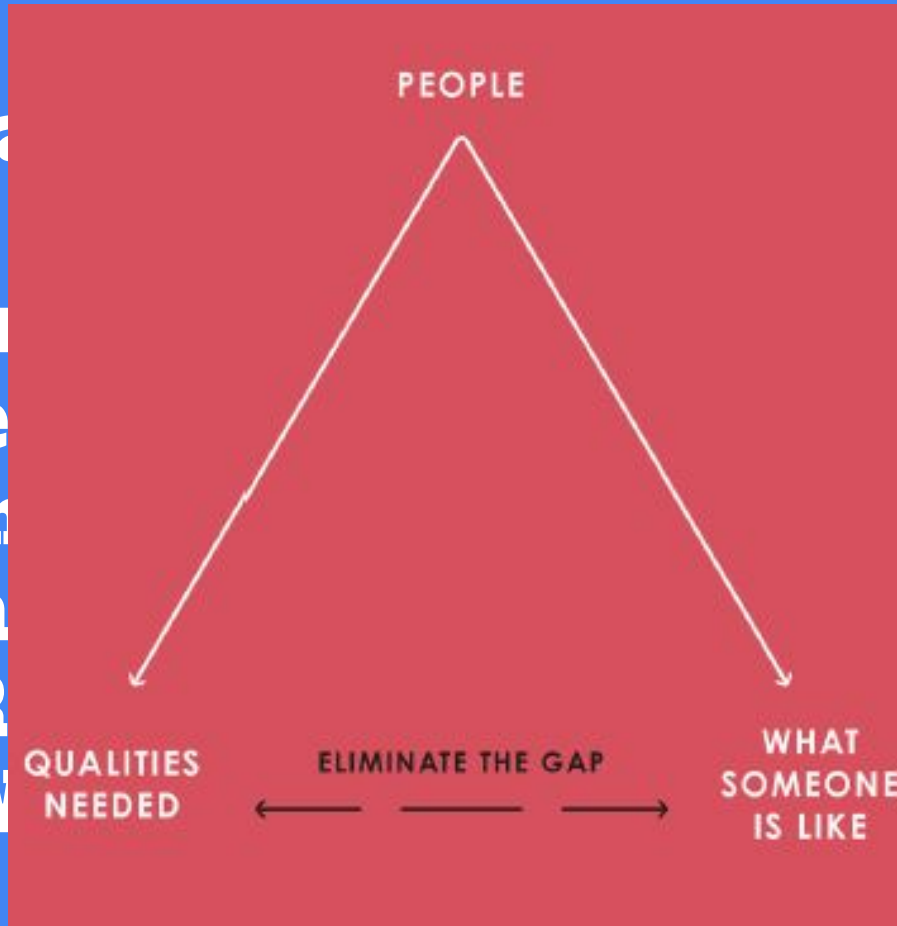 PEOPLE
QUALITIES
NEEDED
ELIMINATE THE GAP
WHAT
SOMEONE
IS LIKE